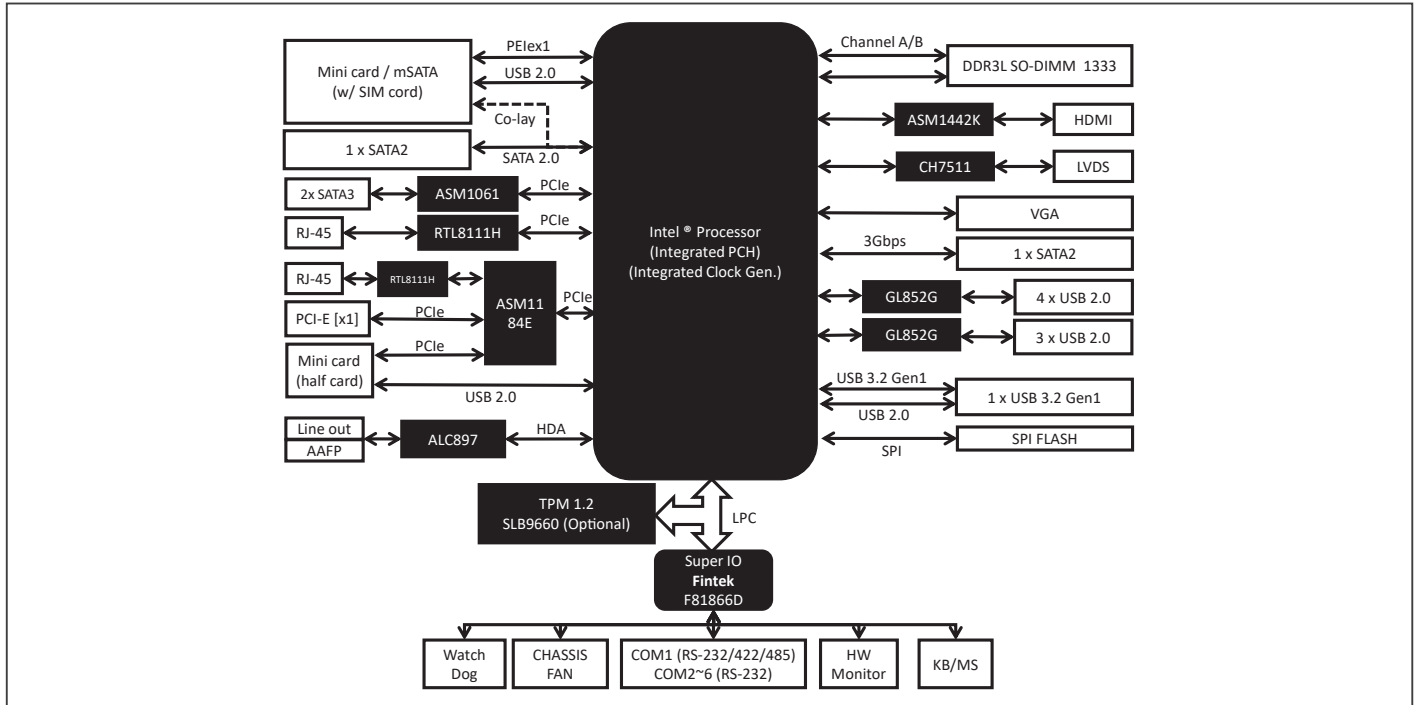 PEIex1
Mini card / mSATA
(w/ SIM cord)
USB 2.0
Co-lay
1 x SATA2
SATA 2.0
2x SATA3
ASM1061
PCIe
RJ-45
RTL8111H
PCIe
RJ-45
RTL8111H
ASM11
84E
PCIe
PCI-E [x1]
PCIe
PCIe
Mini card
(half card)
USB 2.0
Line out
AAFP
ALC897
HDA
Intel ® Processor
(Integrated PCH)
(Integrated Clock Gen.)
Channel A/B
DDR3L SO-DIMM 1333
ASM1442K
HDMI
CH7511
LVDS
VGA
3Gbps
1 x SATA2
GL852G
4 x USB 2.0
GL852G
3 x USB 2.0
USB 3.2 Gen1
1 x USB 3.2 Gen1
USB 2.0
SPI FLASH
SPI
TPM 1.2
SLB9660 (Optional)
LPC
Super IO
Fintek
F81866D
Watch
Dog
CHASSIS
FAN
COM1 (RS-232/422/485)
COM2~6 (RS-232)
HW
Monitor
KB/MS